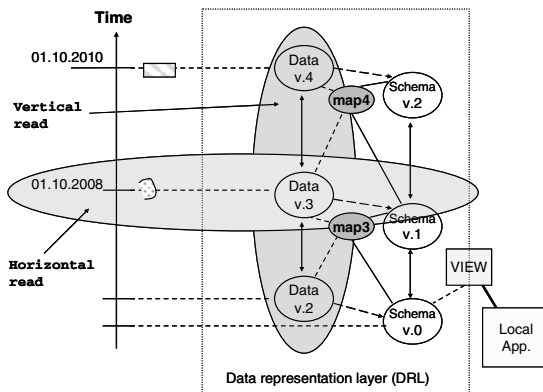 Time
01.10.2010
Data
v.4
Schema
v.2
map4
Vertical
read
01.10.2008
Data
v.3
Schema
v.1
map3
Horizontal
read
Data
v.2
Schema
v.0
VIEW
Local
App.
Data representation layer (DRL)